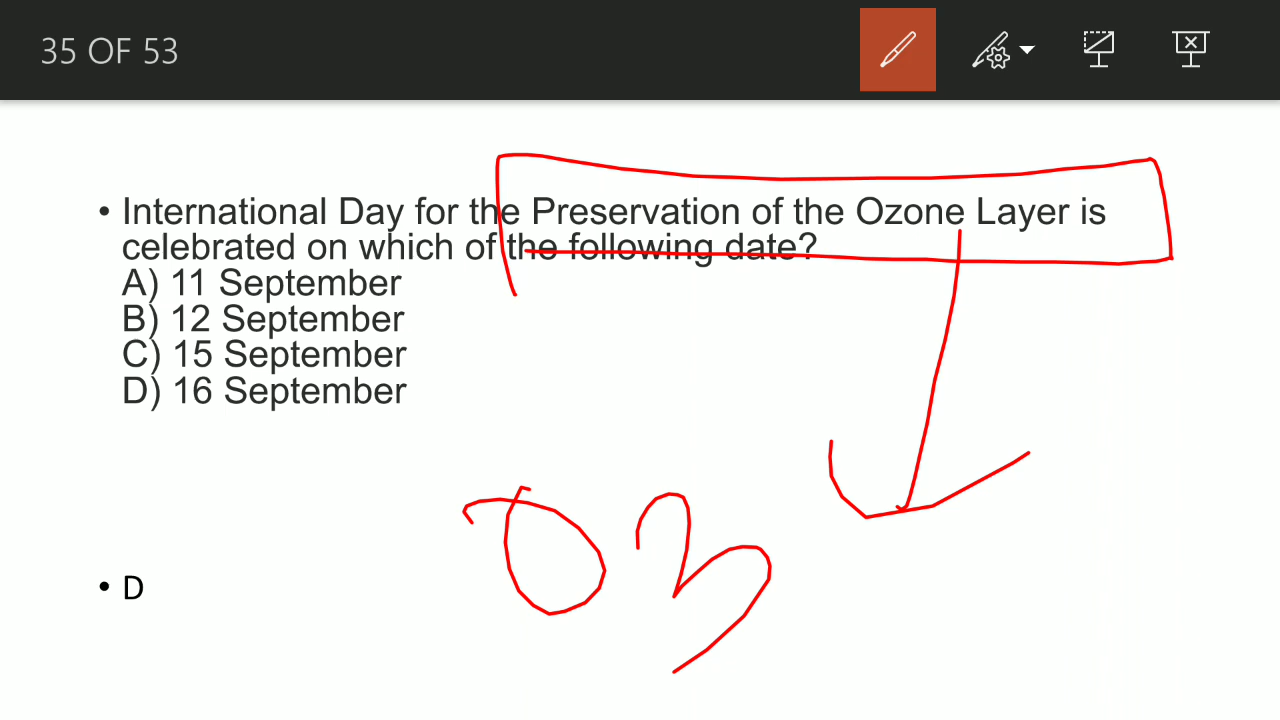 35 OF 53
• International Day for the Preservation of the Ozone Layer is
celebrated on which of the following date?
A) 11 September
B) 12 September
C) 15 September
D) 16 September
O3
• D